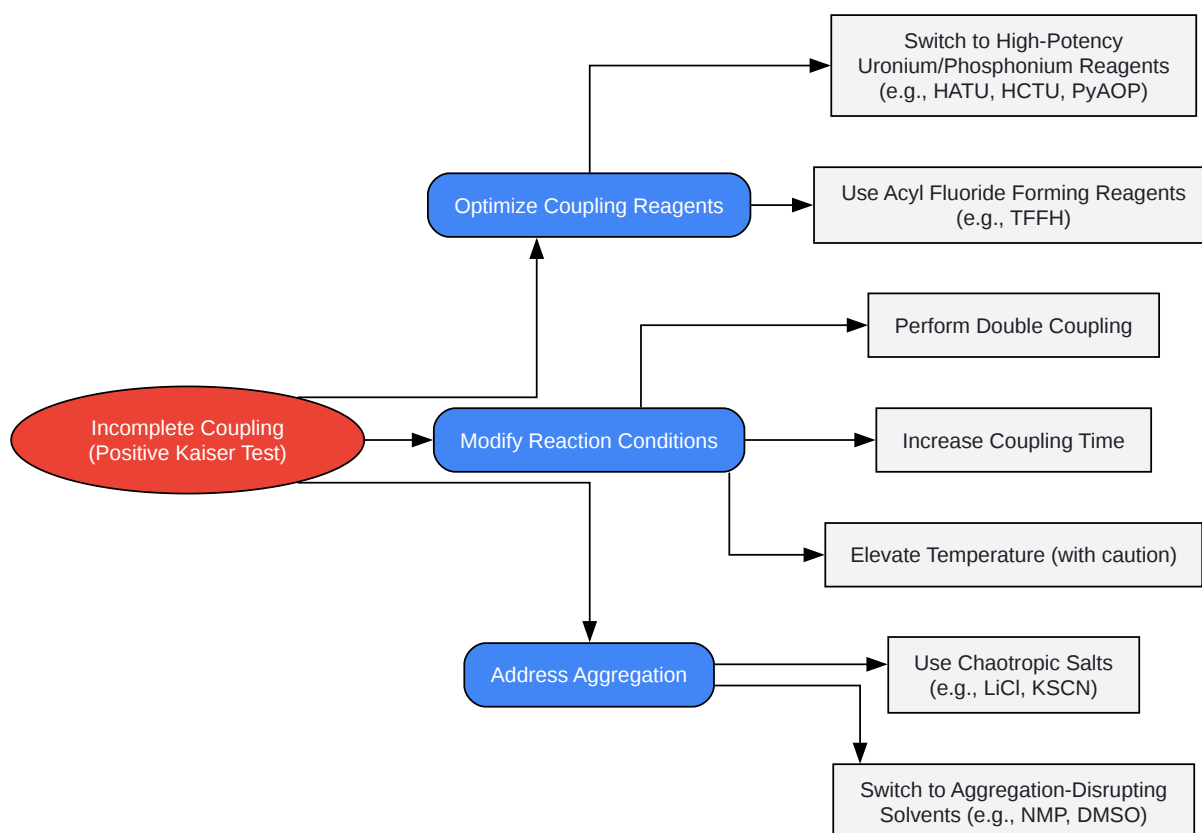 Switch to High-Potency
Uronium/Phosphonium Reagents
(e.g., HATU, HCTU, PyAOP)
Optimize Coupling Reagents
Use Acyl Fluoride Forming Reagents
(e.g., TFFH)
Perform Double Coupling
Incomplete Coupling
(Positive Kaiser Test)
Modify Reaction Conditions
Increase Coupling Time
Elevate Temperature (with caution)
Address Aggregation
Use Chaotropic Salts
(e.g., LiCl, KSCN)
Switch to Aggregation-Disrupting
Solvents (e.g., NMP, DMSO)